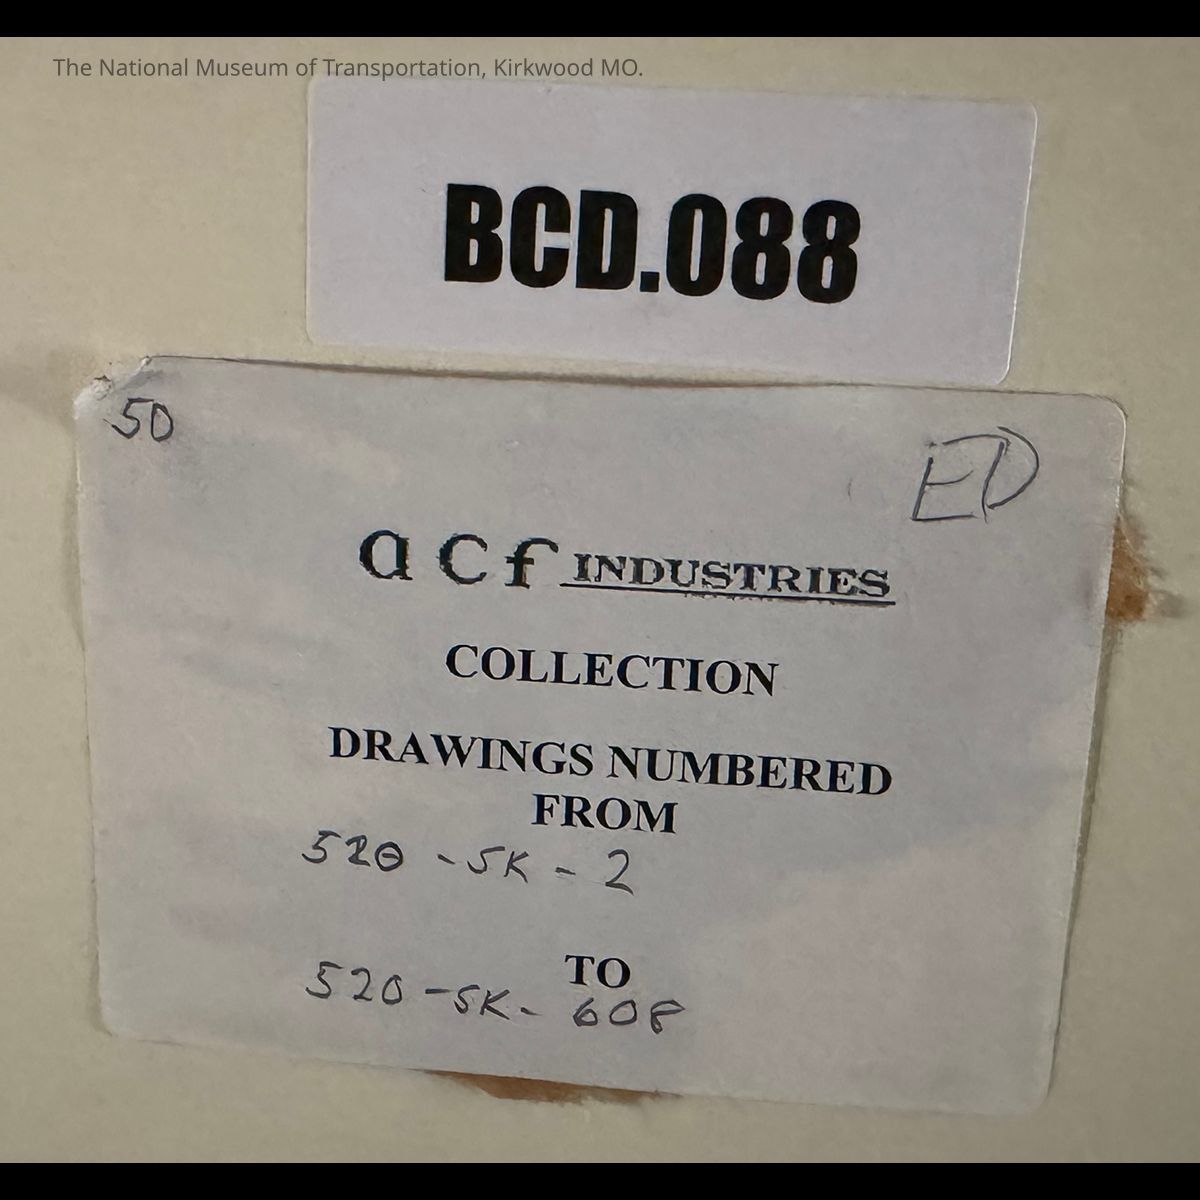 The National Museum of Transportation, Kirkwood MO.
BCD.088
50
ED
acf INDUSTRIES
COLLECTION
DRAWINGS NUMBERED
FROM
520 - SK - 2
TO
520 - SK - 608